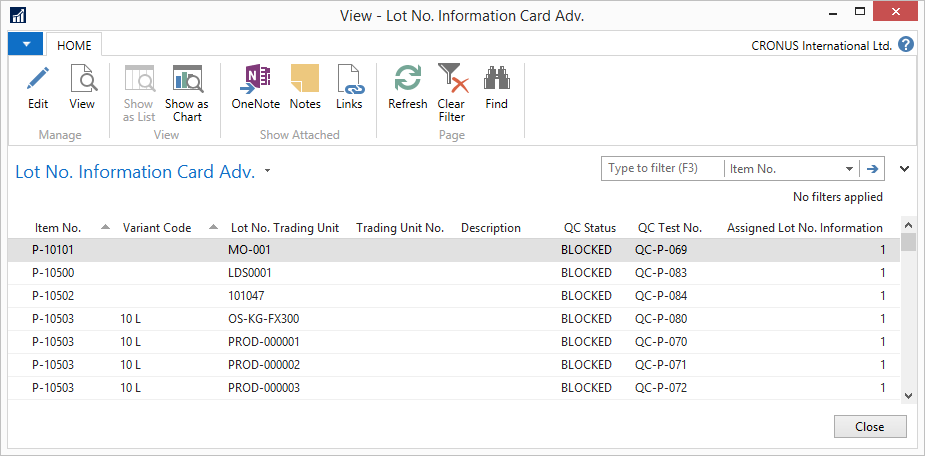 View - Lot No. Information Card Adv.
HOME
CRONUS International Ltd.
?
Edit
View
Show as List
Show as Chart
OneNote
Notes
Links
Refresh
Clear Filter
Find
Manage
View
Show Attached
Page
Lot No. Information Card Adv.
Type to filter (F3)
Item No.
No filters applied
Item No. Variant Code Lot No. Trading Unit Trading Unit No. Description QC Status QC Test No. Assigned Lot No. Information
P-10101 MO-001 BLOCKED QC-P-069 1
P-10500 LDS0001 BLOCKED QC-P-083 1
P-10502 101047 BLOCKED QC-P-084 1
P-10503 10 L OS-KG-FX300 BLOCKED QC-P-080 1
P-10503 10 L PROD-000001 BLOCKED QC-P-070 1
P-10503 10 L PROD-000002 BLOCKED QC-P-071 1
P-10503 10 L PROD-000003 BLOCKED QC-P-072 1
Close